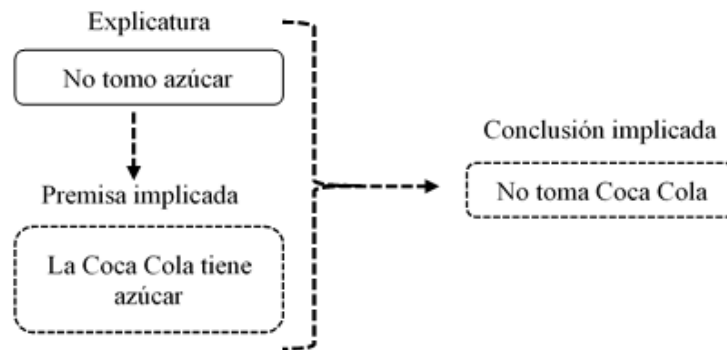 Explicatura
No tomo azúcar
Premisa implicada
La Coca Cola tiene
azúcar
Conclusión implicada
No toma Coca Cola